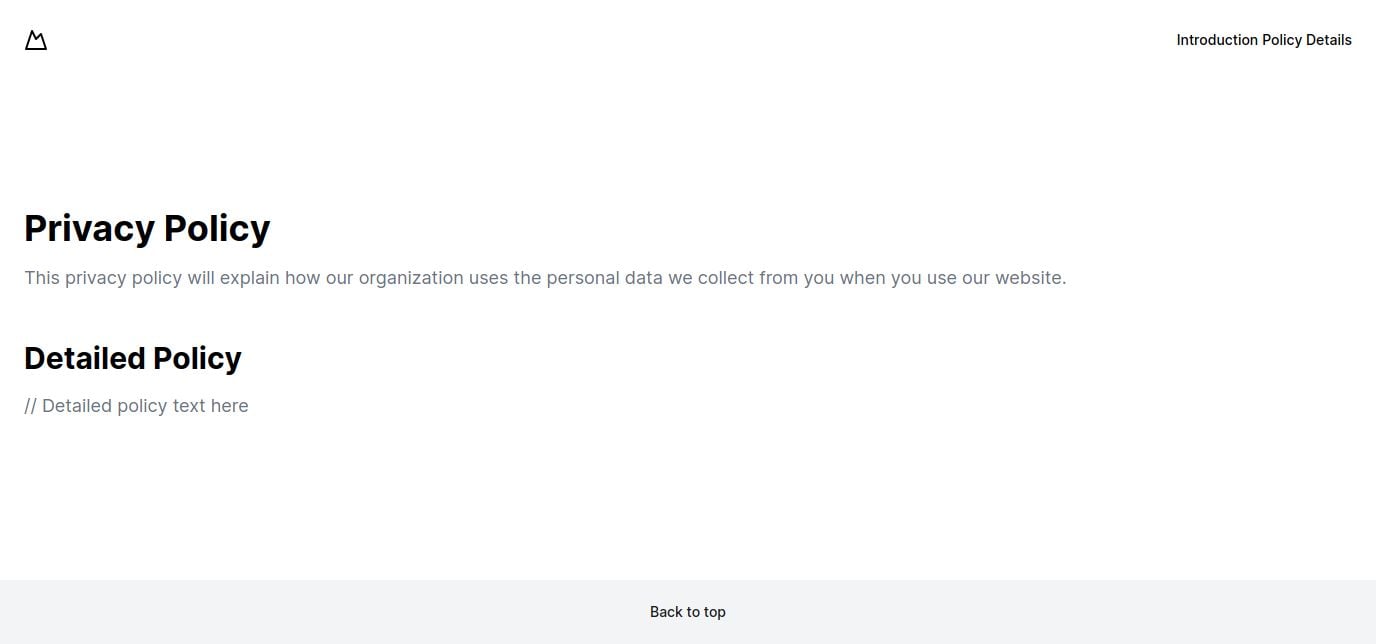 Introduction Policy Details
Privacy Policy
This privacy policy will explain how our organization uses the personal data we collect from you when you use our website.
Detailed Policy
// Detailed policy text here
Back to top